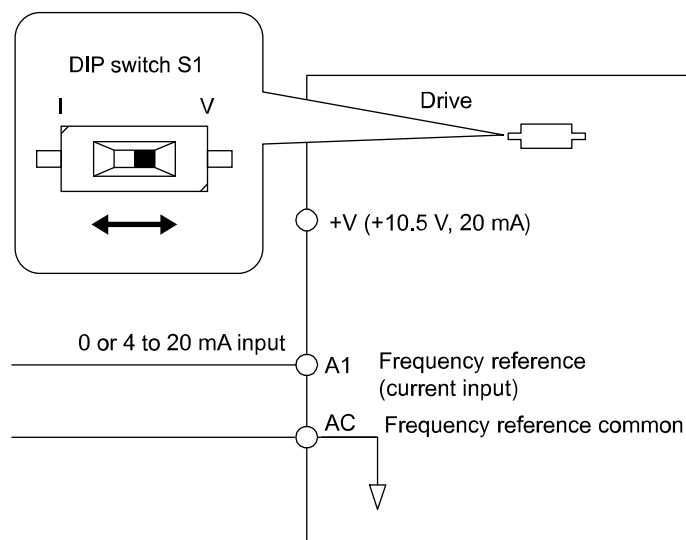 DIP switch S1
I V
Drive
+V (+10.5 V, 20 mA)
0 or 4 to 20 mA input
A1 Frequency reference
(current input)
AC Frequency reference common